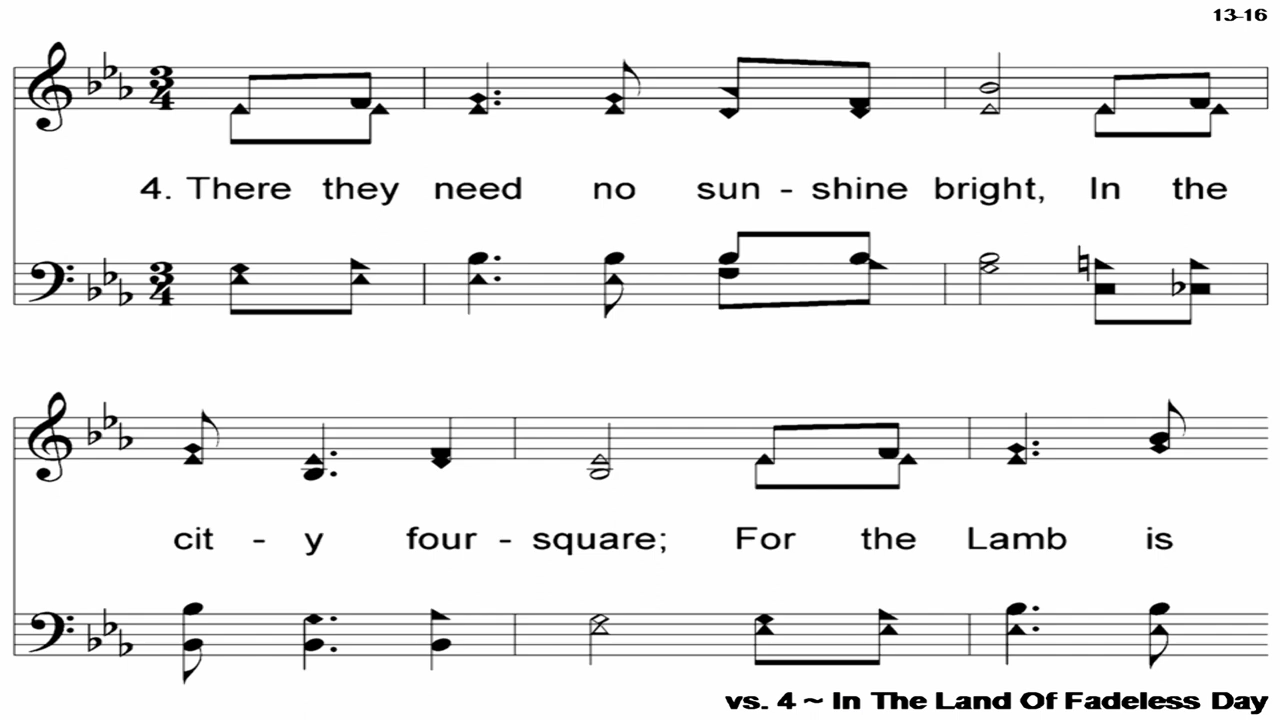 13-16
4. There they need no sun - shine bright, In the
cit - y four - square; For the Lamb is
vs. 4 ~ In The Land Of Fadeless Day